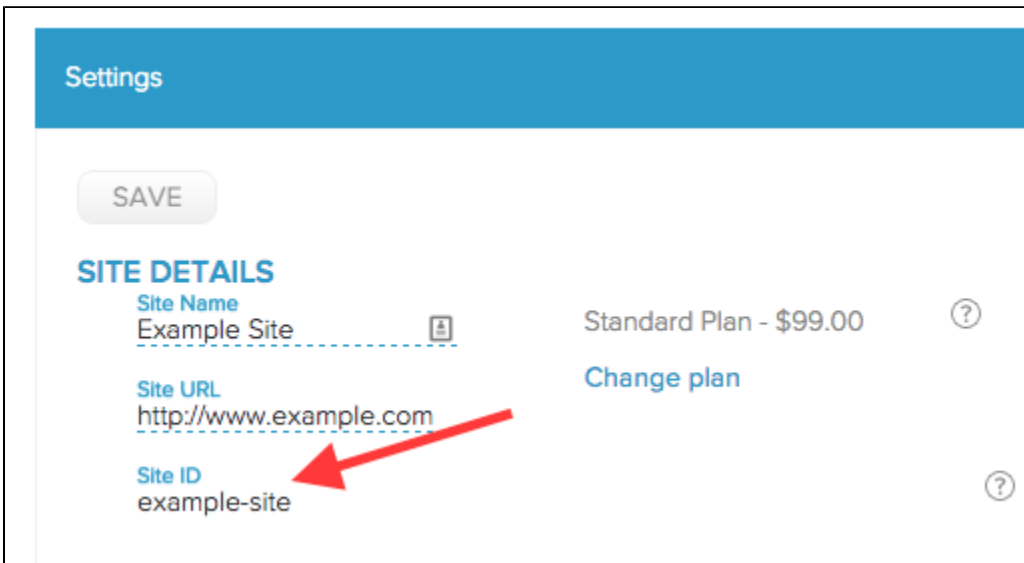 Settings
SAVE
SITE DETAILS
Site Name
Example Site
Standard Plan - $99.00
?
Change plan
Site URL
http://www.example.com
Site ID
example-site
?